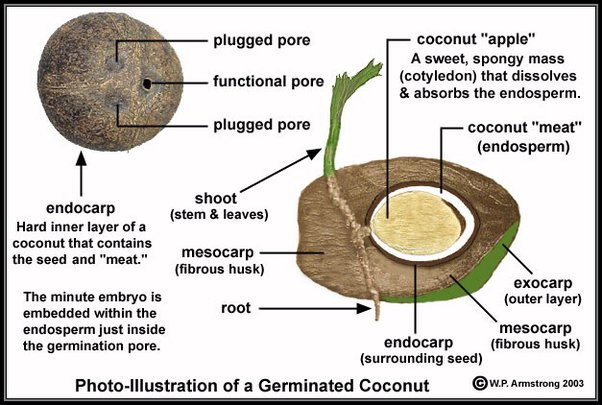 plugged pore
functional pore
plugged pore
endocarp
Hard inner layer of a
coconut that contains
the seed and "meat."
The minute embryo is
embedded within the
endosperm just inside
the germination pore.
coconut "apple"
A sweet, spongy mass
(cotyledon) that dissolves
& absorbs the endosperm.
coconut "meat"
(endosperm)
shoot
(stem & leaves)
mesocarp
(fibrous husk)
root
exocarp
(outer layer)
mesocarp
(fibrous husk)
endocarp
(surrounding seed)
Photo-Illustration of a Germinated Coconut
© W.P. Armstrong 2003